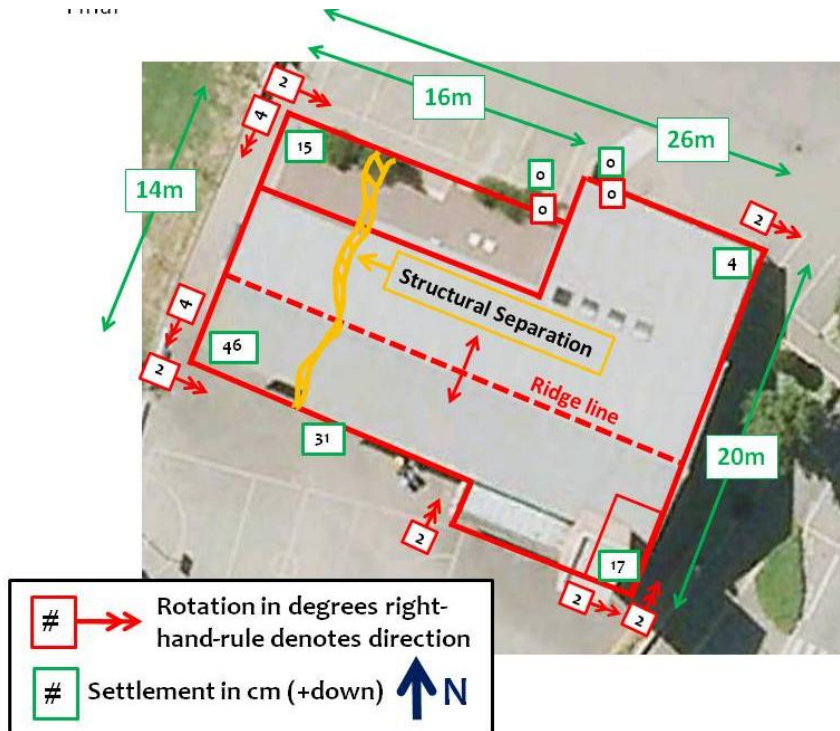 Final
16m
26m
14m
20m
2
4
15
0
0
0
0
2
4
Structural Separation
Ridge line
4
2
46
31
2
17
2
2
# Rotation in degrees right-
hand-rule denotes direction
# Settlement in cm (+down)
N